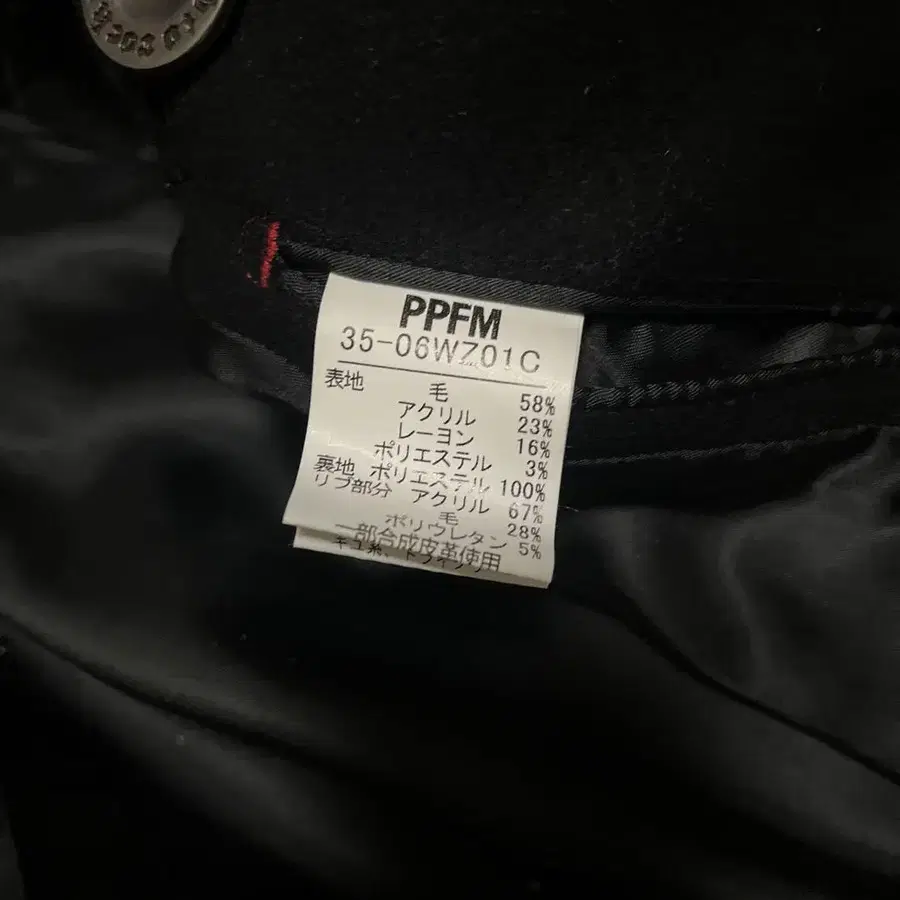 PPFM
35-06WZ01C
表地 毛 58%
アクリル 23%
レーヨン 16%
ポリエステル 3%
裏地 ポリエステル 100%
リブ部分 アクリル 67%
毛 28%
ポリウレタン 5%
一部合成皮革使用